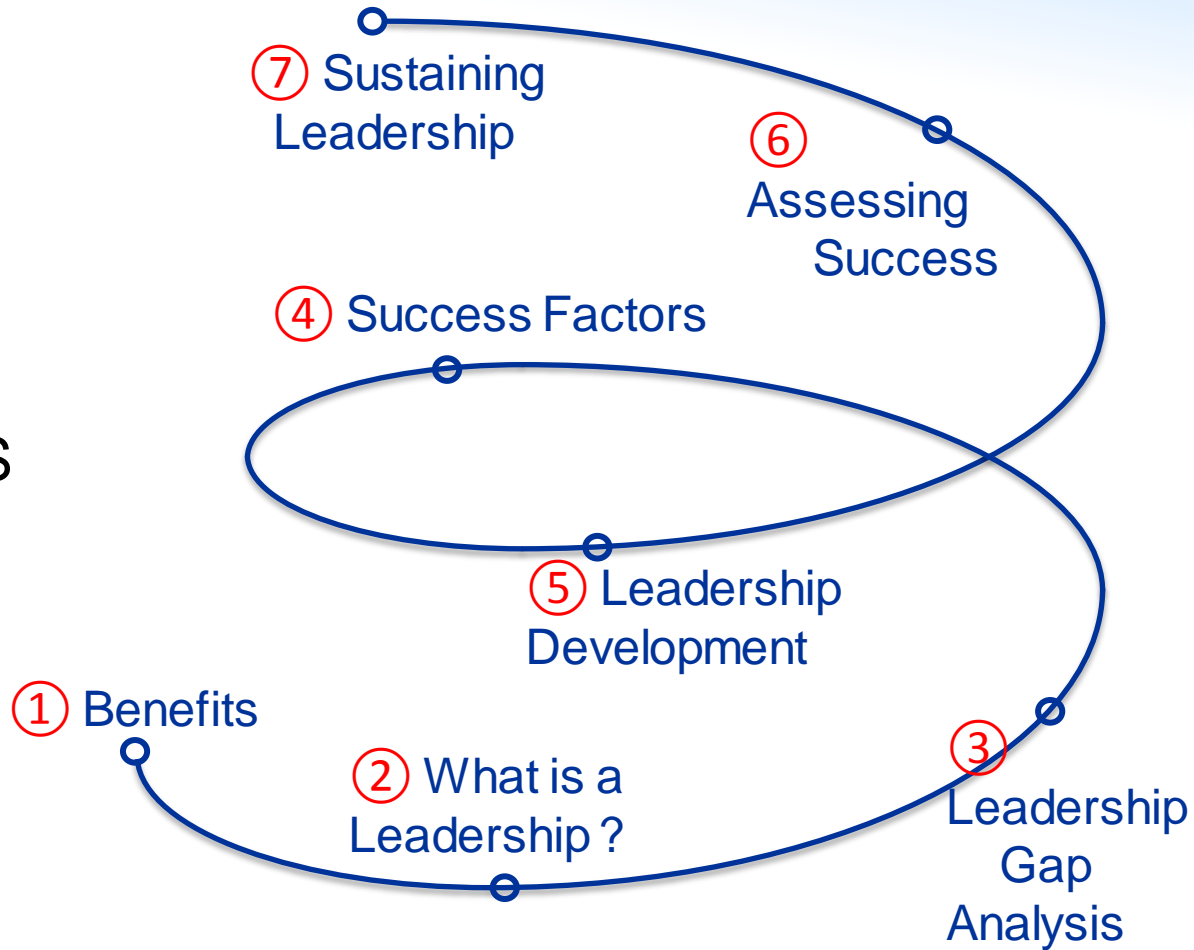 ⑦ Sustaining
Leadership
⑥
Assessing
Success
④ Success Factors
s
⑤ Leadership
Development
① Benefits
② What is a
Leadership ?
③
Leadership
Gap
Analysis